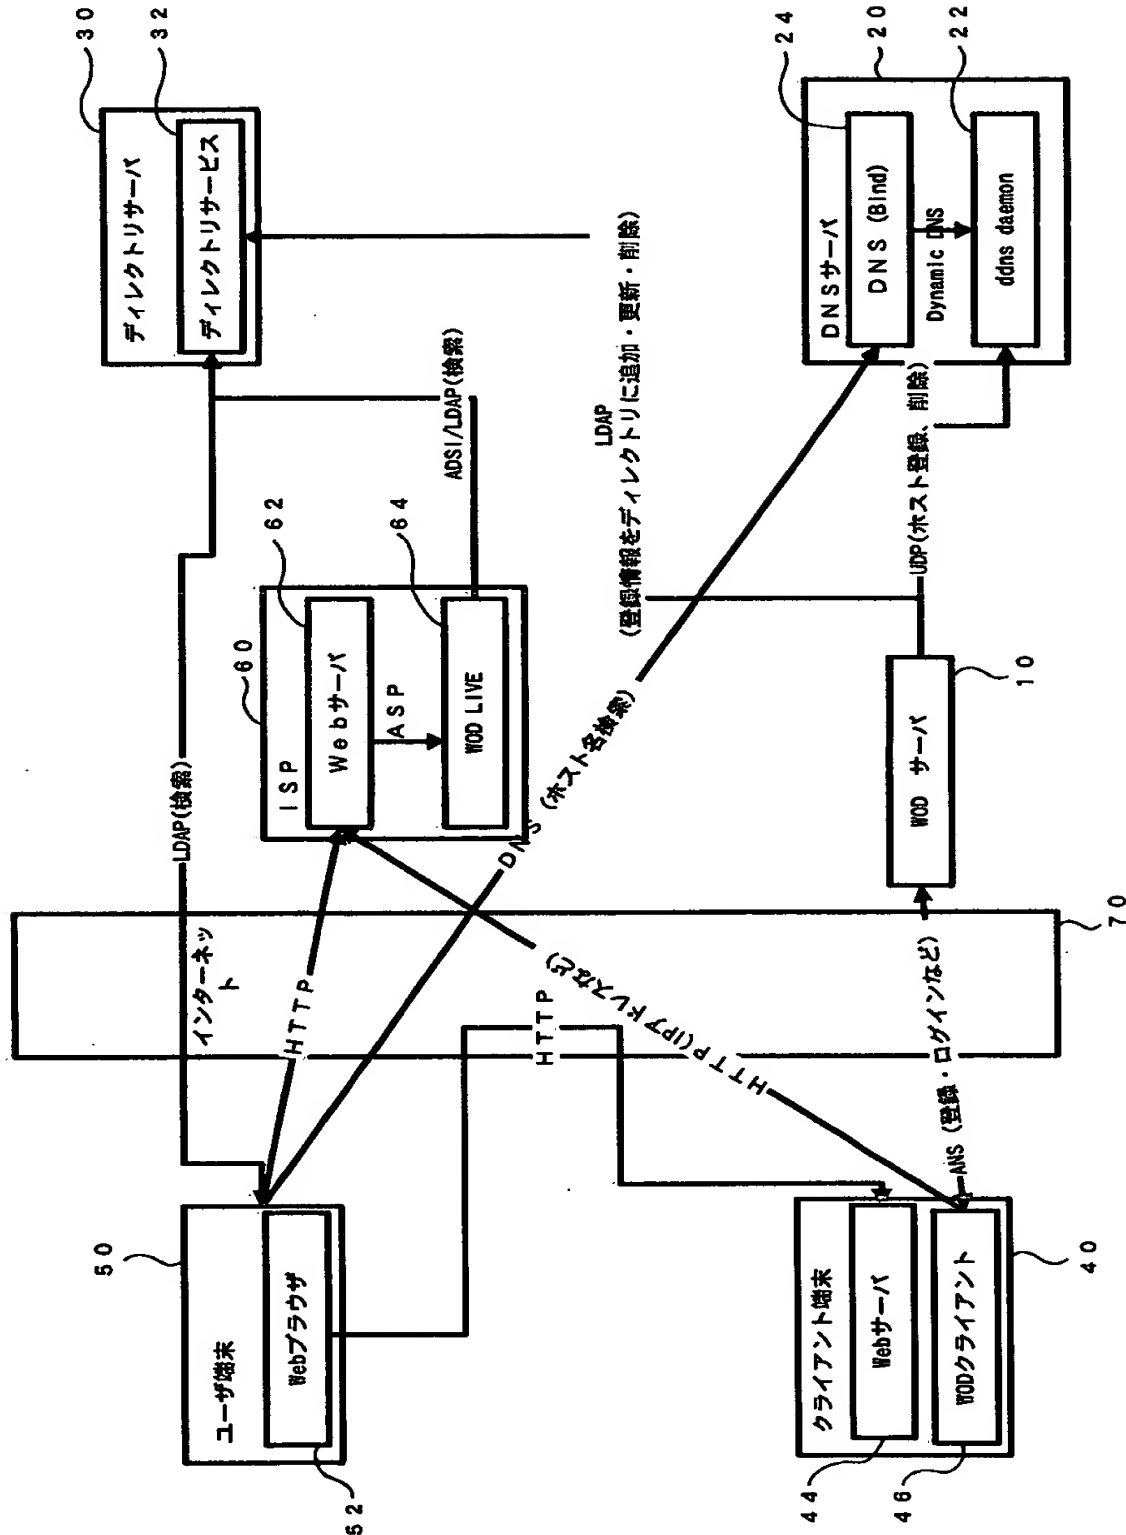 30
32
ディレクトリサーバ
ディレクトリサービス
LDAP(検索)
ADSI/LDAP(検索)
60
62
64
ISP
Webサーバ
ASP
WOD LIVE
インターネッ
ト
70
HTTP
HTTP
HTTP(IPアドレスなど)
DNS (ホスト名検索)
LDAP
(登録情報をディレクトリに追加・更新・削除)
UDP(ホスト登録、削除)
24
20
22
DNSサーバ
DNS (Bind)
Dynamic DNS
ddns daemon
WOD サーバ
10
ANS (登録・ログインなど)
50
ユーザ端末
Webブラウザ
52
クライアント端末
Webサーバ
WODクライアント
44
46
40